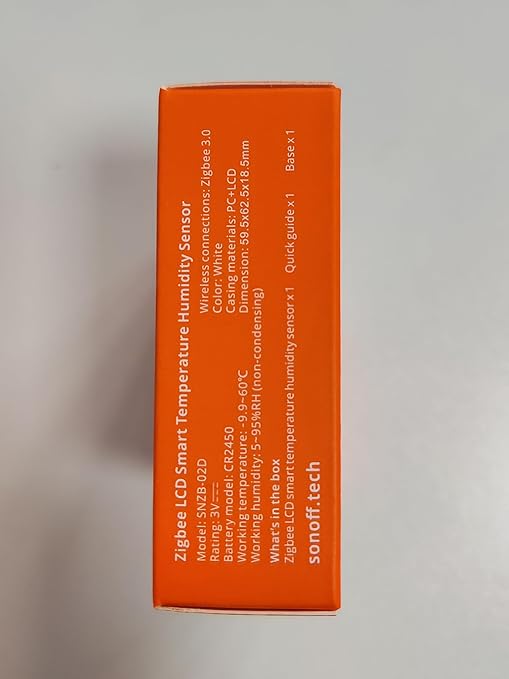 Zigbee LCD Smart Temperature Humidity Sensor
Model: SNZB-02D
Rating: 3V⎓
Battery model: CR2450
Working temperature: -9.9~60℃
Working humidity: 5~95%RH (non-condensing)
Wireless connections: Zigbee 3.0
Color: White
Casing materials: PC+LCD
Dimension: 59.5x62.5x18.5mm
What's in the box
Zigbee LCD smart temperature humidity sensor x 1 Quick guide x 1 Base x 1
sonoff.tech